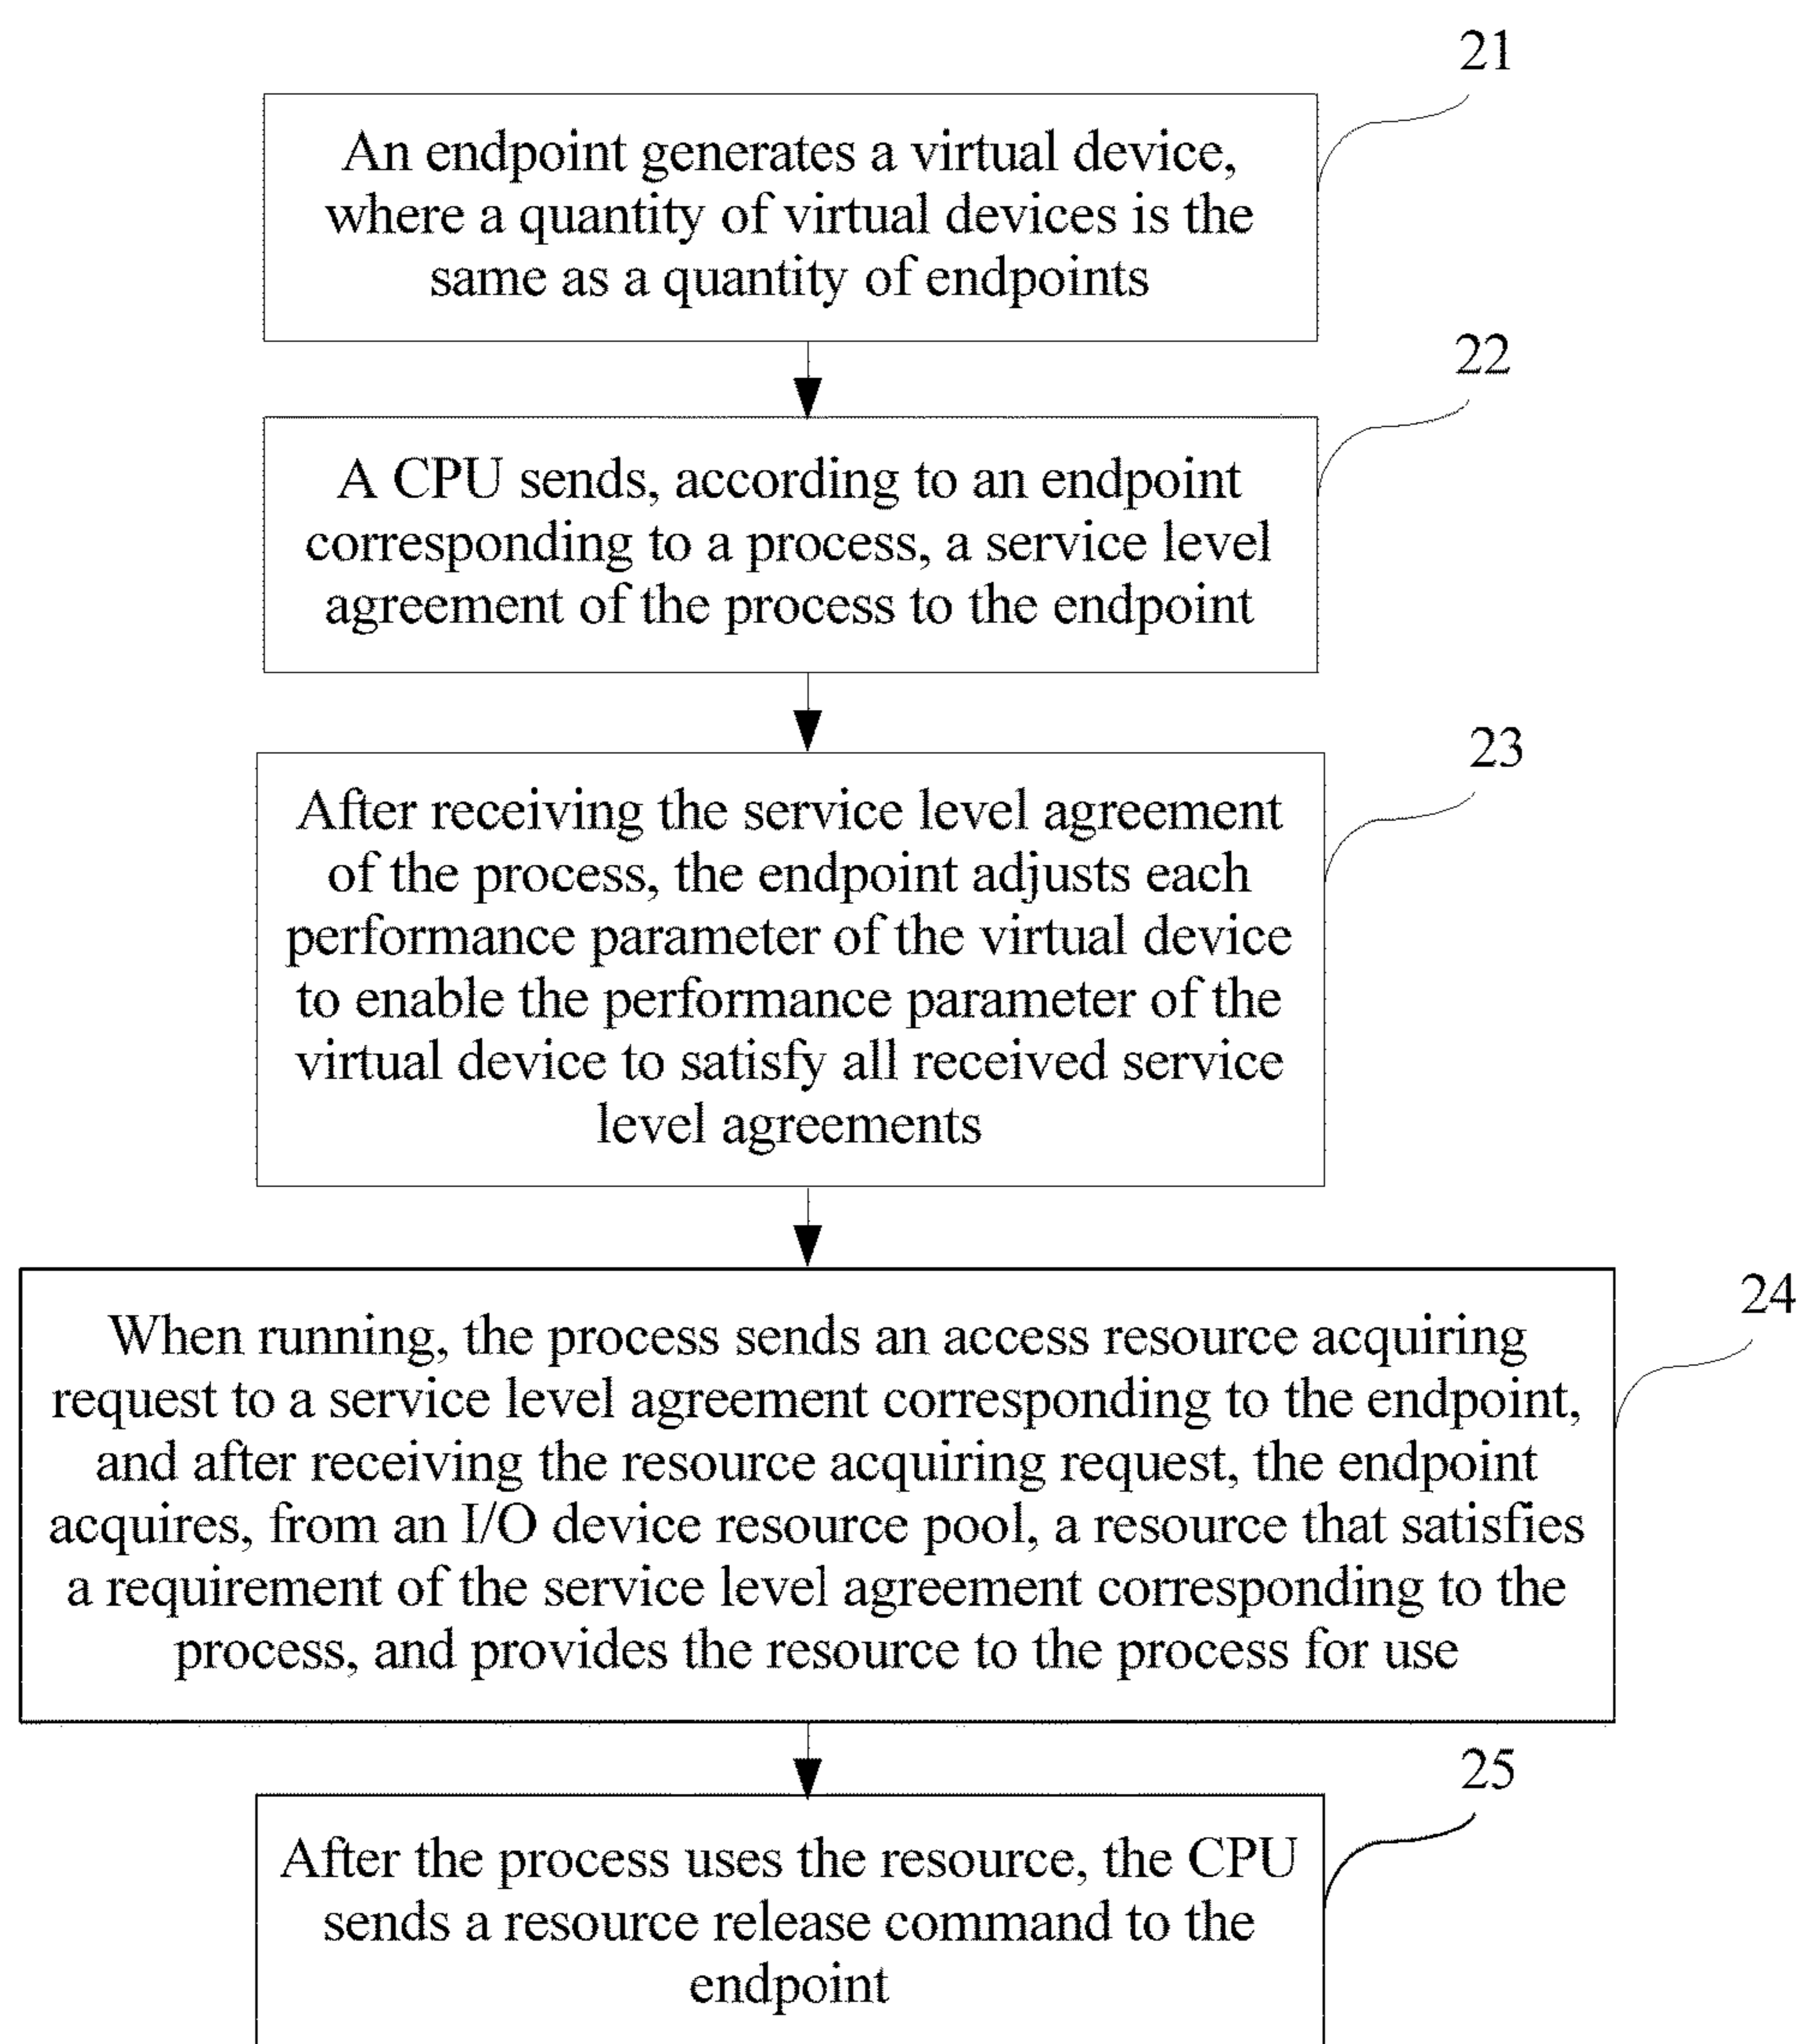 21
An endpoint generates a virtual device,
where a quantity of virtual devices is the
same as a quantity of endpoints
22
A CPU sends, according to an endpoint
corresponding to a process, a service level
agreement of the process to the endpoint
23
After receiving the service level agreement
of the process, the endpoint adjusts each
performance parameter of the virtual device
to enable the performance parameter of the
virtual device to satisfy all received service
level agreements
24
When running, the process sends an access resource acquiring
request to a service level agreement corresponding to the endpoint,
and after receiving the resource acquiring request, the endpoint
acquires, from an I/O device resource pool, a resource that satisfies
a requirement of the service level agreement corresponding to the
process, and provides the resource to the process for use
25
After the process uses the resource, the CPU
sends a resource release command to the
endpoint